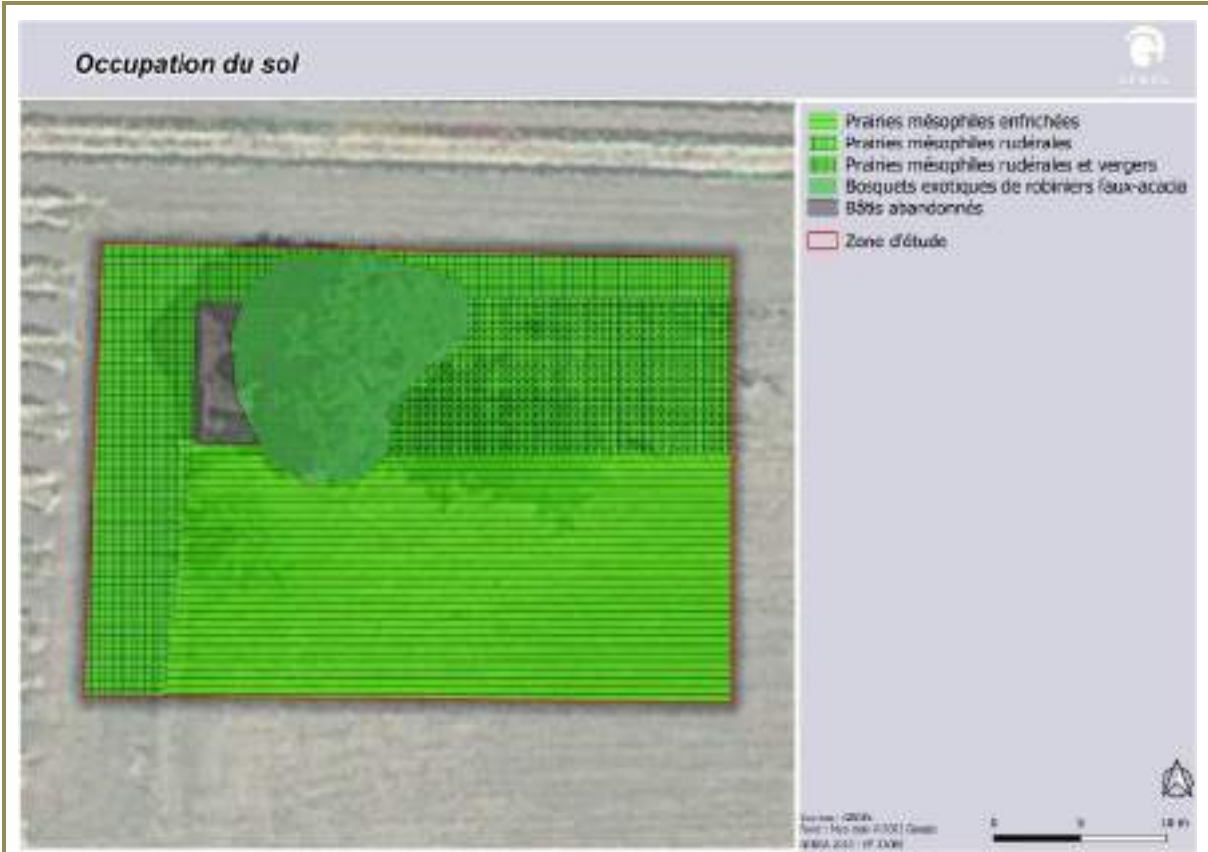 Occupation du sol
Prairies mésophiles enfrichées
Prairies mésophiles rudérales
Prairies mésophiles rudérales et vergers
Bosquets exotiques de robiniers faux-acacia
Bâtis abandonnés
Zone d'étude
0
10 m